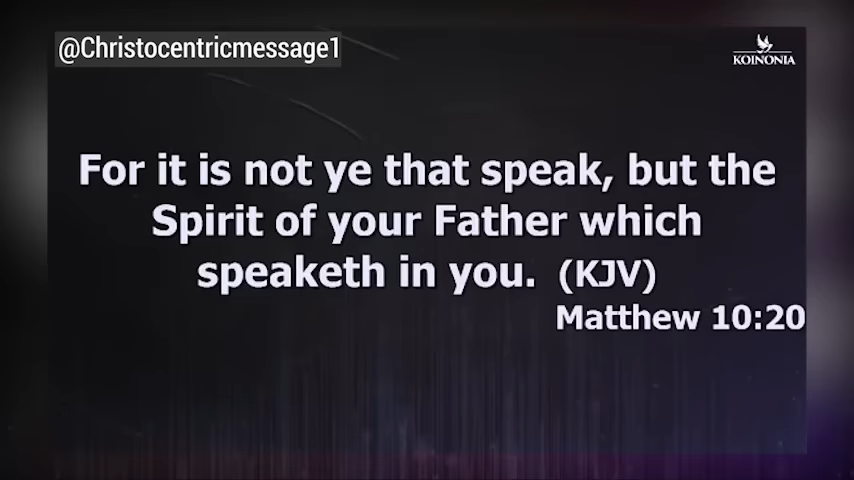 @Christocentricmessage1
KOINONIA
For it is not ye that speak, but the
Spirit of your Father which
speaketh in you. (KJV)
Matthew 10:20